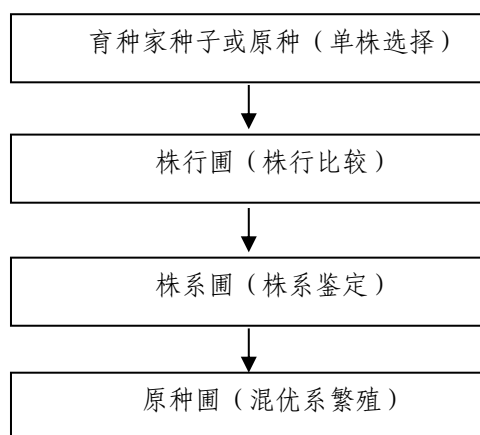 育种家种子或原种（单株选择）
株行圃（株行比较）
株系圃（株系鉴定）
原种圃（混优系繁殖）